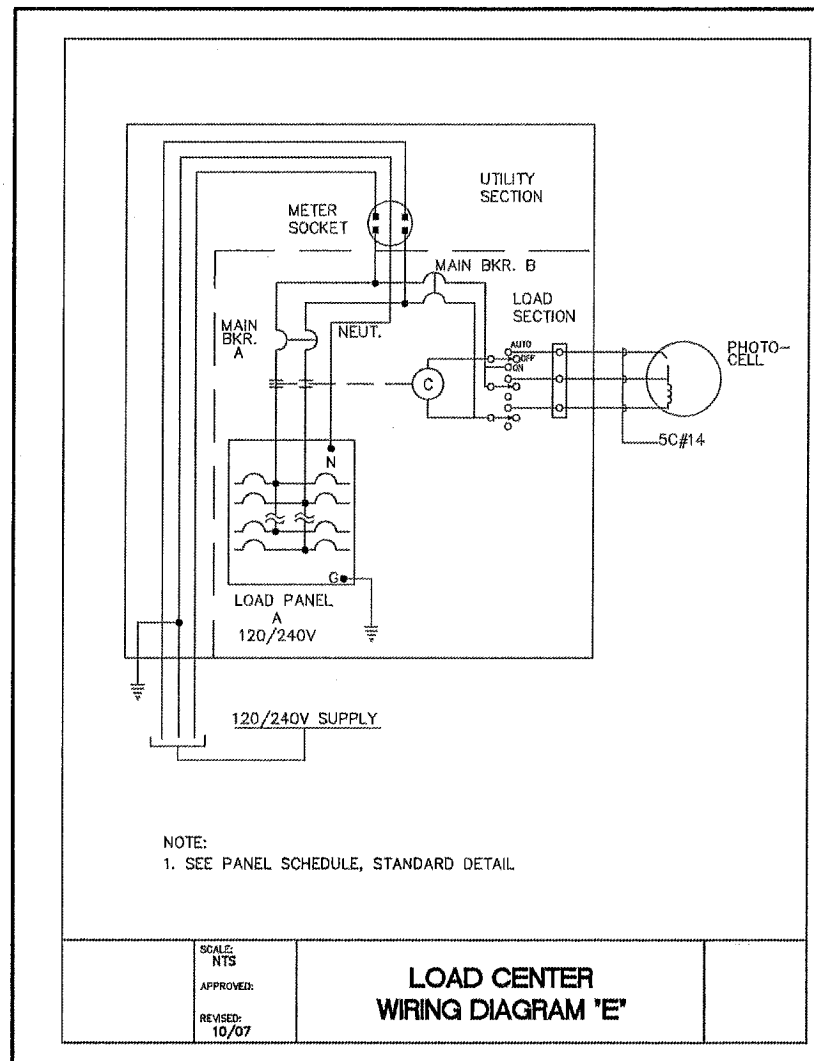 UTILITY
SECTION
METER
SOCKET
MAIN BKR. B
LOAD
SECTION
MAIN
BKR.
A
NEUT.
AUTO
OFF
ON
PHOTO-
CELL
C
5C#14
N
G
LOAD PANEL
A
120/240V
120/240V SUPPLY
NOTE:
1. SEE PANEL SCHEDULE, STANDARD DETAIL
SCALE:
NTS
APPROVED:
REVISED:
10/07
LOAD CENTER
WIRING DIAGRAM "E"